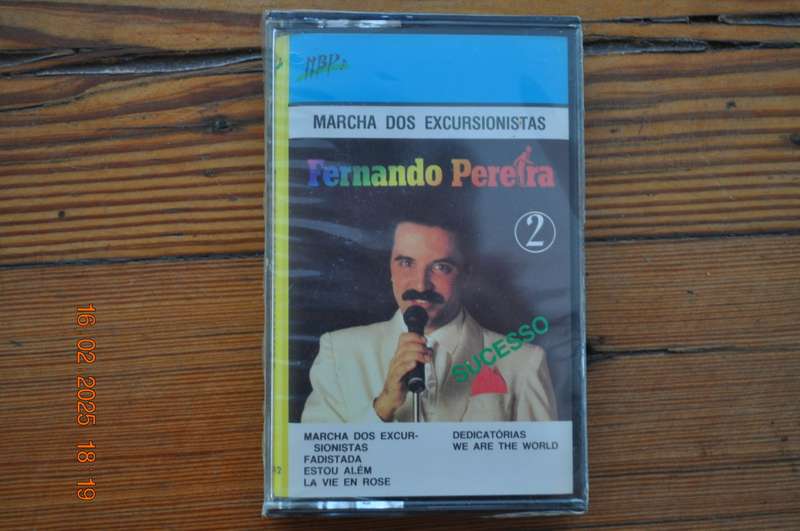 NBP
MARCHA DOS EXCURSIONISTAS
Fernando Pereira
2
SUCESSO
MARCHA DOS EXCUR-
SIONISTAS
FADISTADA
ESTOU ALÉM
LA VIE EN ROSE
DEDICATÓRIAS
WE ARE THE WORLD
16 02 2025 18 19